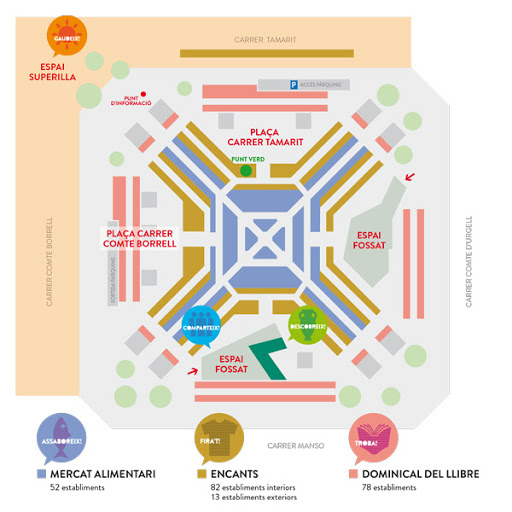 GAUDEIX!
CARRER TAMARIT
ESPAI
SUPERILLA
P ACCÉS PÀRQUING
PUNT
D'INFORMACIÓ
PLAÇA
CARRER TAMARIT
PUNT VERD
PLAÇA CARRER
COMTE BORRELL
ESPAI
FOSSAT
CARRER COMTE BORRELL
SORTIDA PÀRQUING
CARRER COMTE D'URGELL
COMPARTEIX!
DESCOBREIX!
ESPAI
FOSSAT
ASSABOREIX!
FIRA'T!
CARRER MANSO
TROBA!
MERCAT ALIMENTARI
52 establiments
ENCANTS
82 establiments interiors
13 establiments exteriors
DOMINICAL DEL LLIBRE
78 establiments